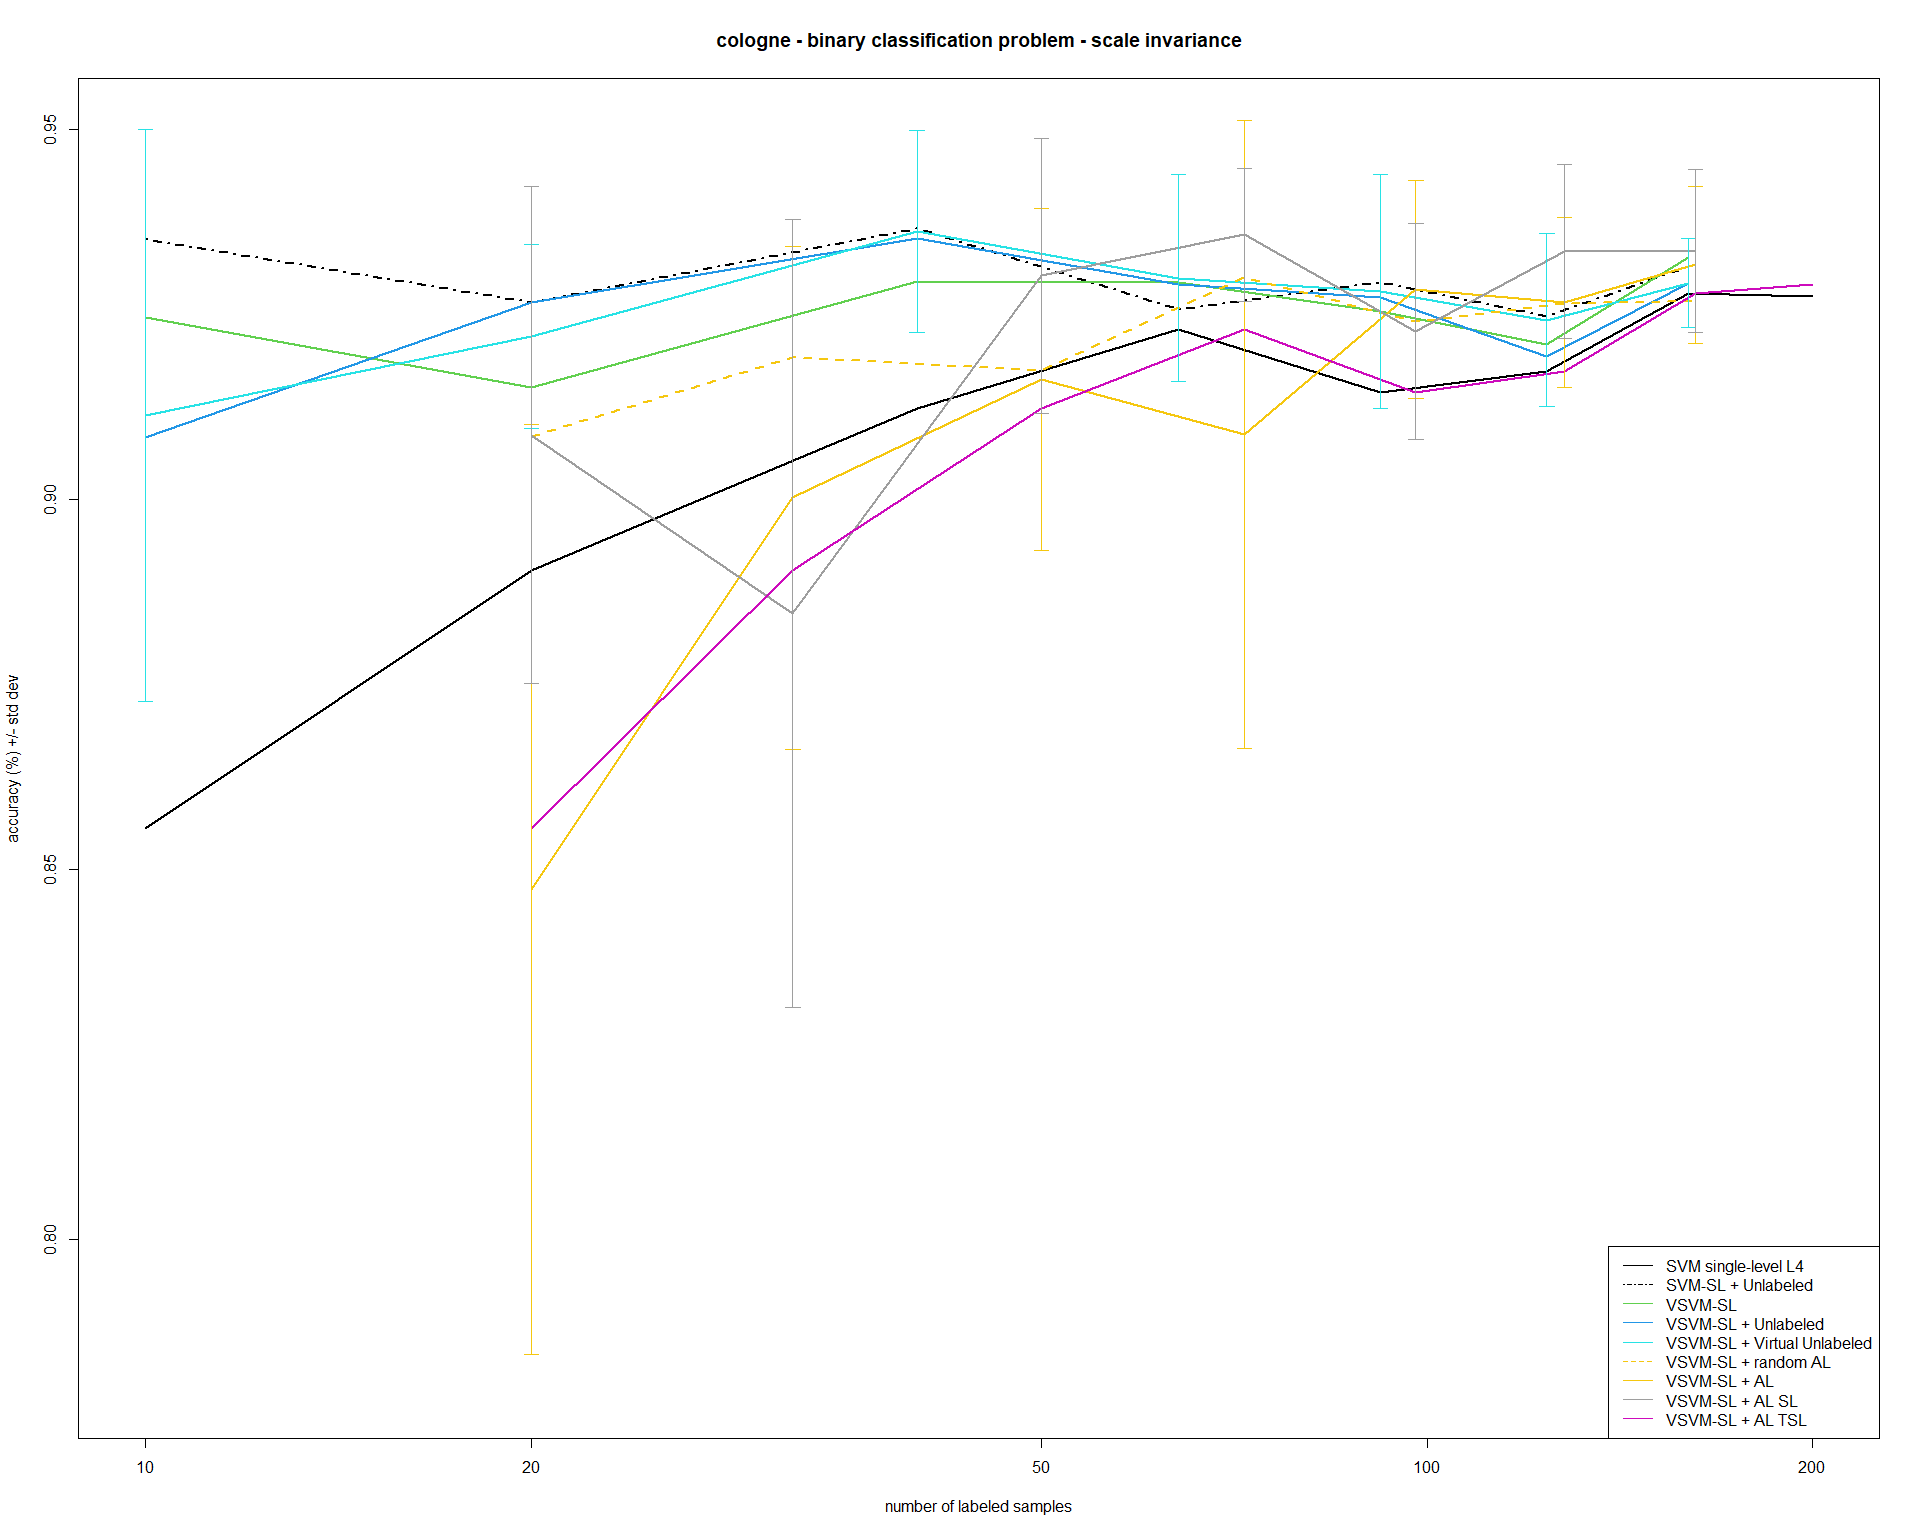 cologne - binary classification problem - scale invariance
accuracy (%) +/- std dev
0.95
0.90
0.85
0.80
10
20
50
100
200
number of labeled samples
SVM single-level L4
SVM-SL + Unlabeled
VSVM-SL
VSVM-SL + Unlabeled
VSVM-SL + Virtual Unlabeled
VSVM-SL + random AL
VSVM-SL + AL
VSVM-SL + AL SL
VSVM-SL + AL TSL